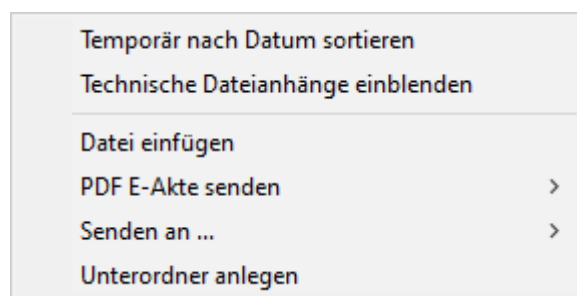 Temporär nach Datum sortieren
Technische Dateianhänge einblenden
Datei einfügen
PDF E-Akte senden
Senden an ...
Unterordner anlegen